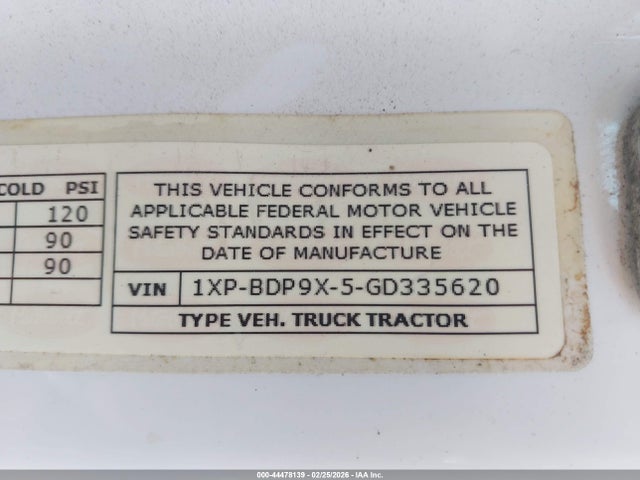 COLD PSI
120
90
90
THIS VEHICLE CONFORMS TO ALL
APPLICABLE FEDERAL MOTOR VEHICLE
SAFETY STANDARDS IN EFFECT ON THE
DATE OF MANUFACTURE
VIN 1XP-BDP9X-5-GD335620
TYPE VEH. TRUCK TRACTOR
000-44478139 - 02/25/2026 - IAA Inc.